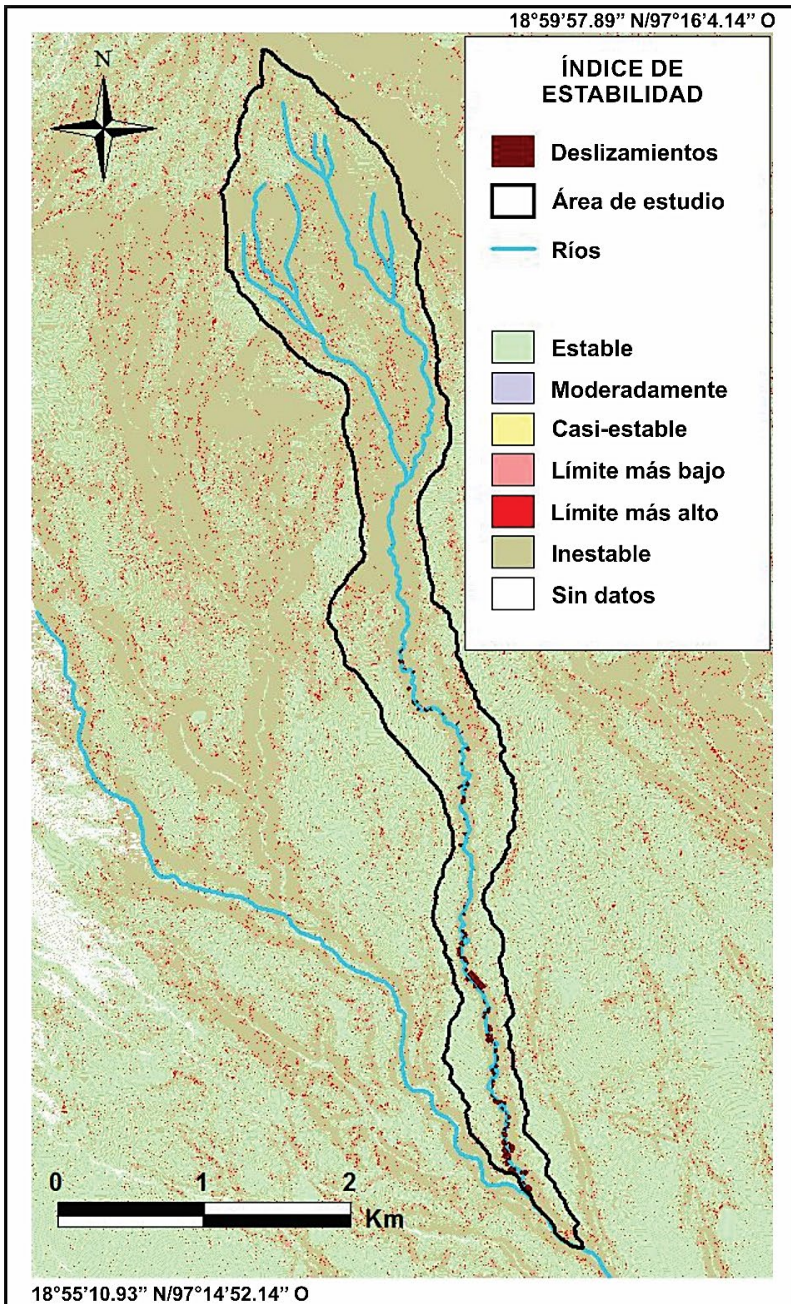 18°59'57.89” N/97°16'4.14” O
N
ÍNDICE DE
ESTABILIDAD
Deslizamientos
Área de estudio
Ríos
Estable
Moderadamente
Casi-estable
Límite más bajo
Límite más alto
Inestable
Sin datos
0 1 2
Km
18°55'10.93” N/97°14'52.14” O